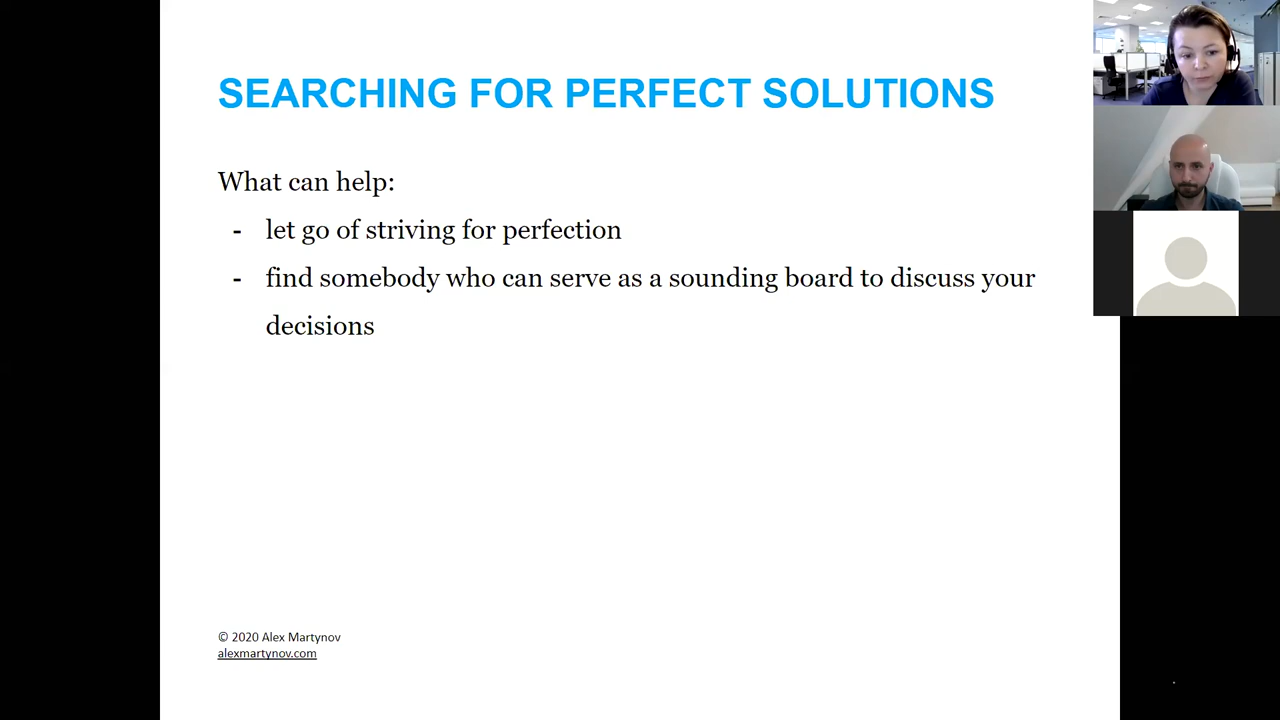 SEARCHING FOR PERFECT SOLUTIONS
What can help:
- let go of striving for perfection
- find somebody who can serve as a sounding board to discuss your
decisions
© 2020 Alex Martynov
alexmartynov.com